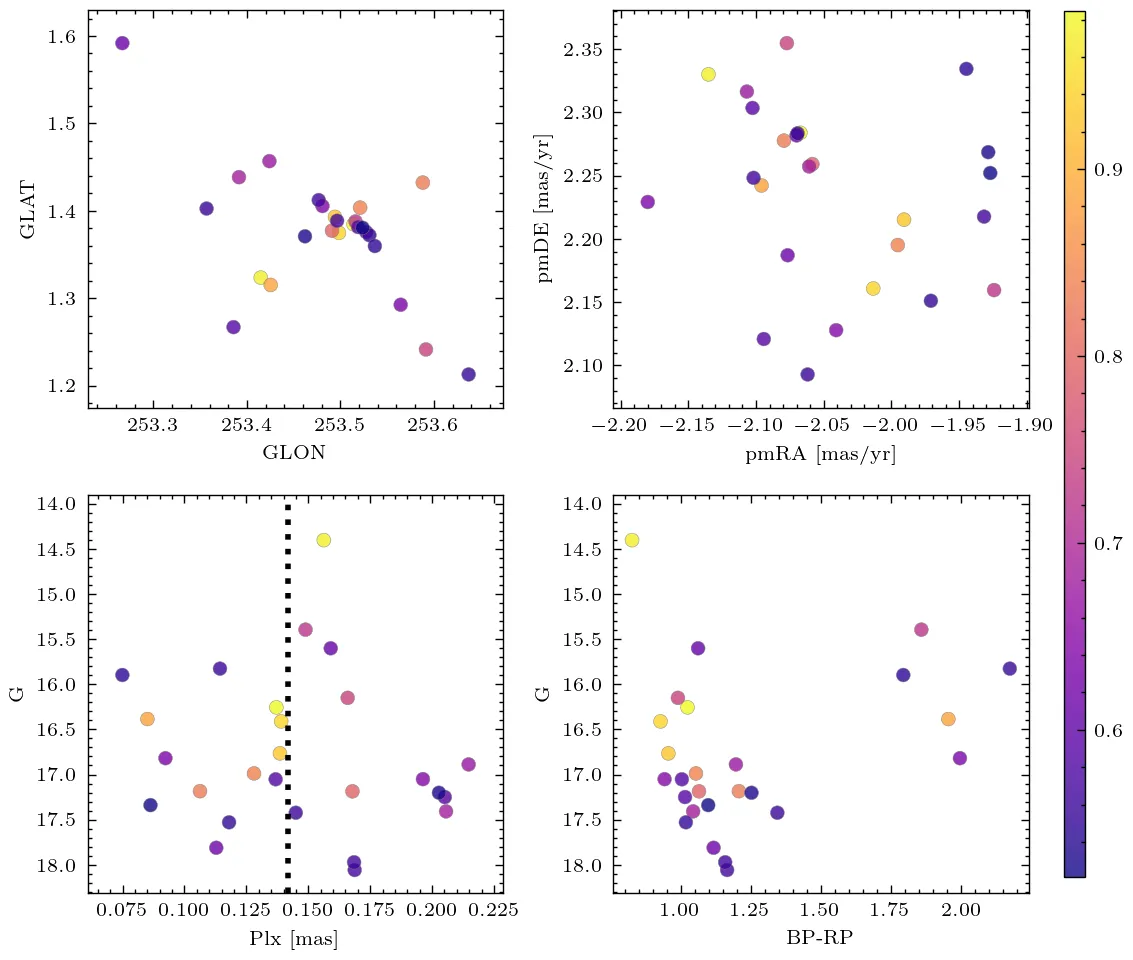 1.6
1.5
1.4
1.3
1.2
GLAT
253.3 253.4 253.5 253.6
GLON
2.35
2.30
2.25
2.20
2.15
2.10
pmDE [mas/yr]
−2.20 −2.15 −2.10 −2.05 −2.00 −1.95 −1.90
pmRA [mas/yr]
14.0
14.5
15.0
15.5
16.0
16.5
17.0
17.5
18.0
G
0.075 0.100 0.125 0.150 0.175 0.200 0.225
Plx [mas]
14.0
14.5
15.0
15.5
16.0
16.5
17.0
17.5
18.0
G
1.00 1.25 1.50 1.75 2.00
BP-RP
0.9
0.8
0.7
0.6